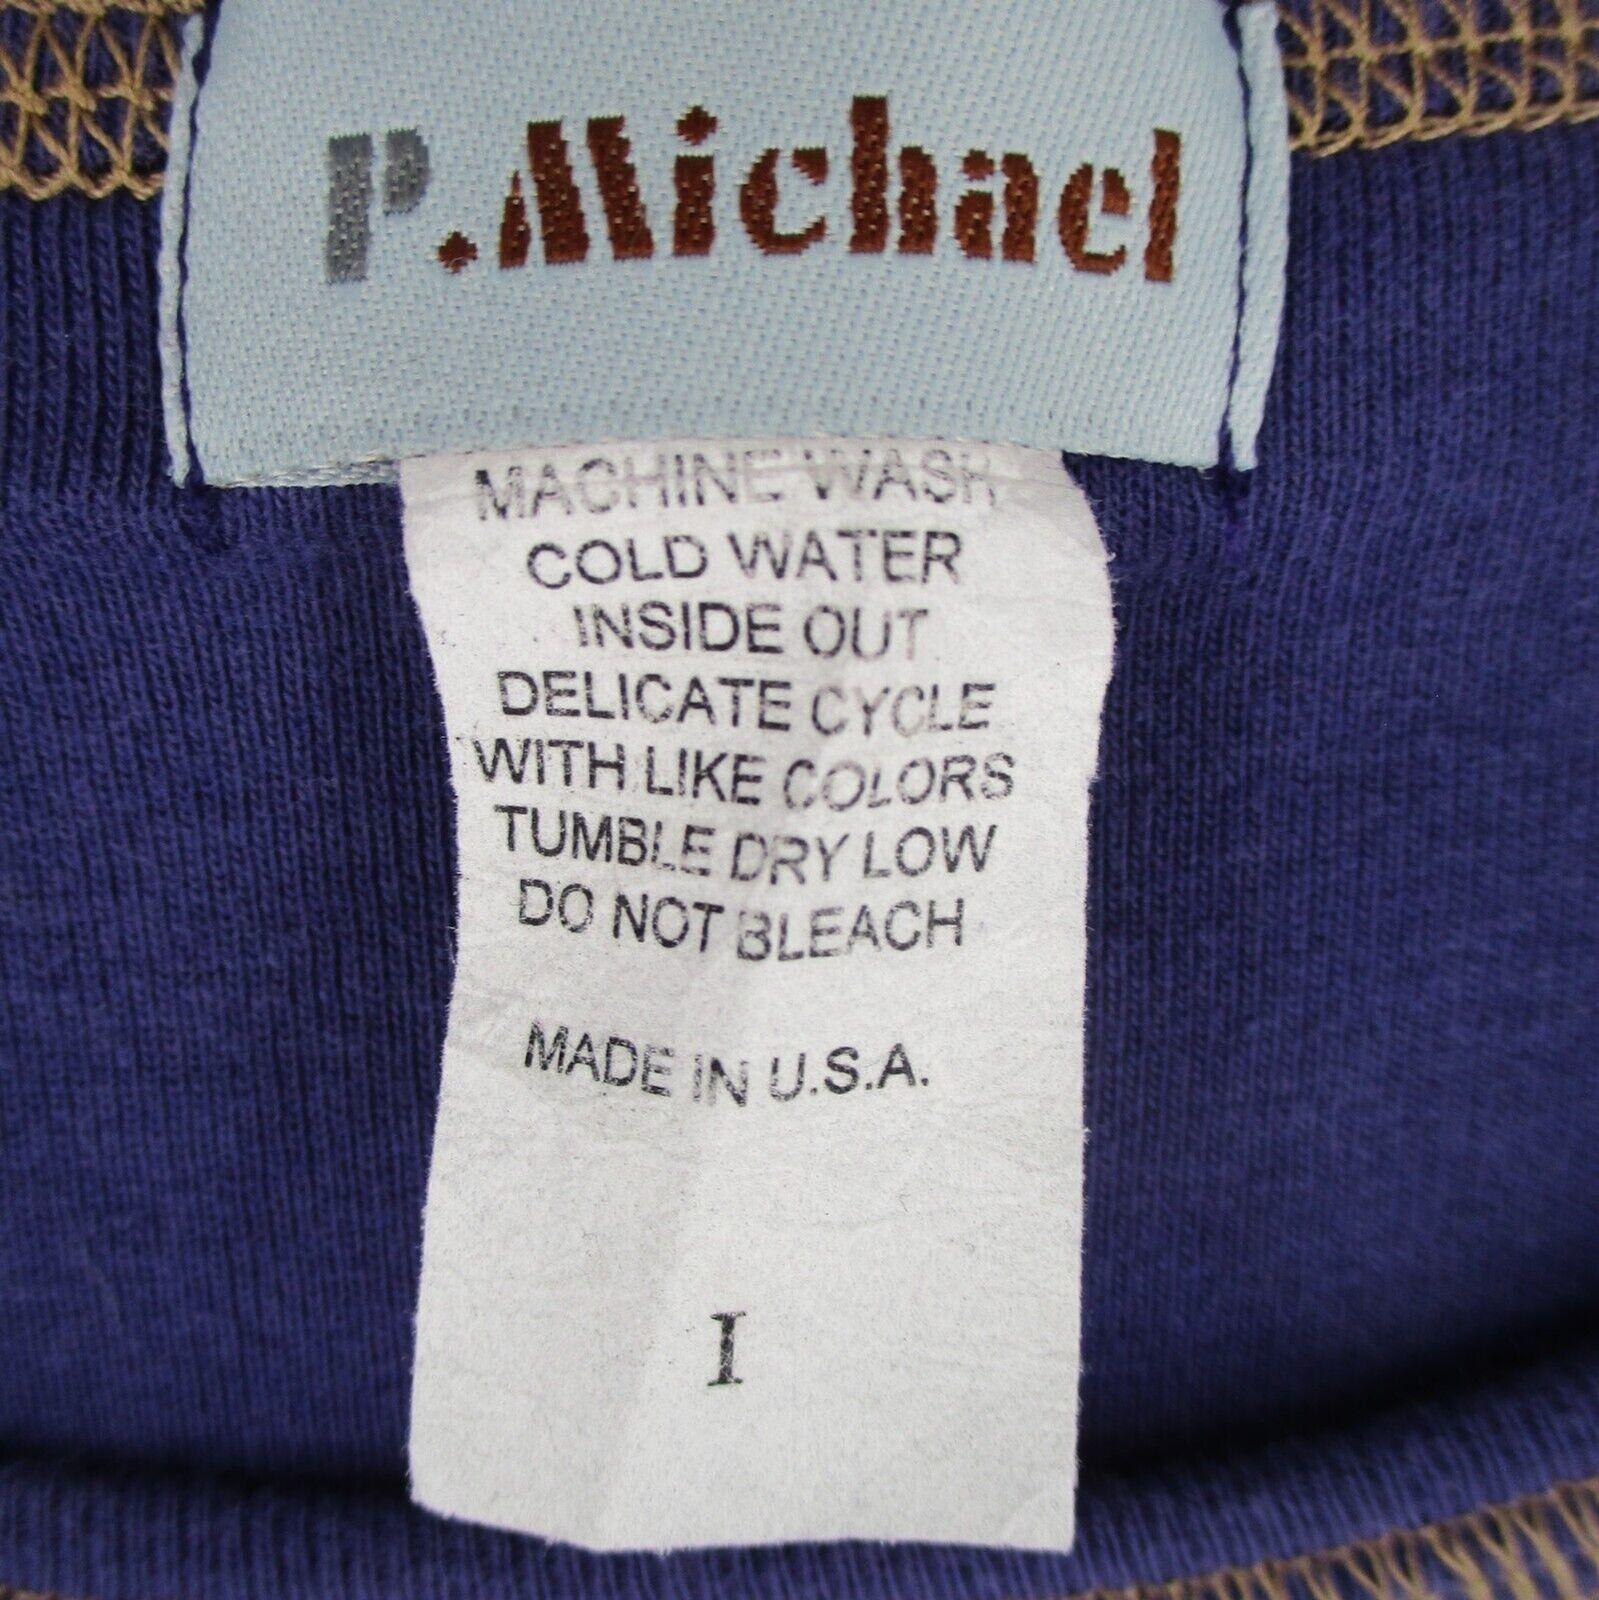 P.Michael
MACHINE WASH
COLD WATER
INSIDE OUT
DELICATE CYCLE
WITH LIKE COLORS
TUMBLE DRY LOW
DO NOT BLEACH
MADE IN U.S.A.
I